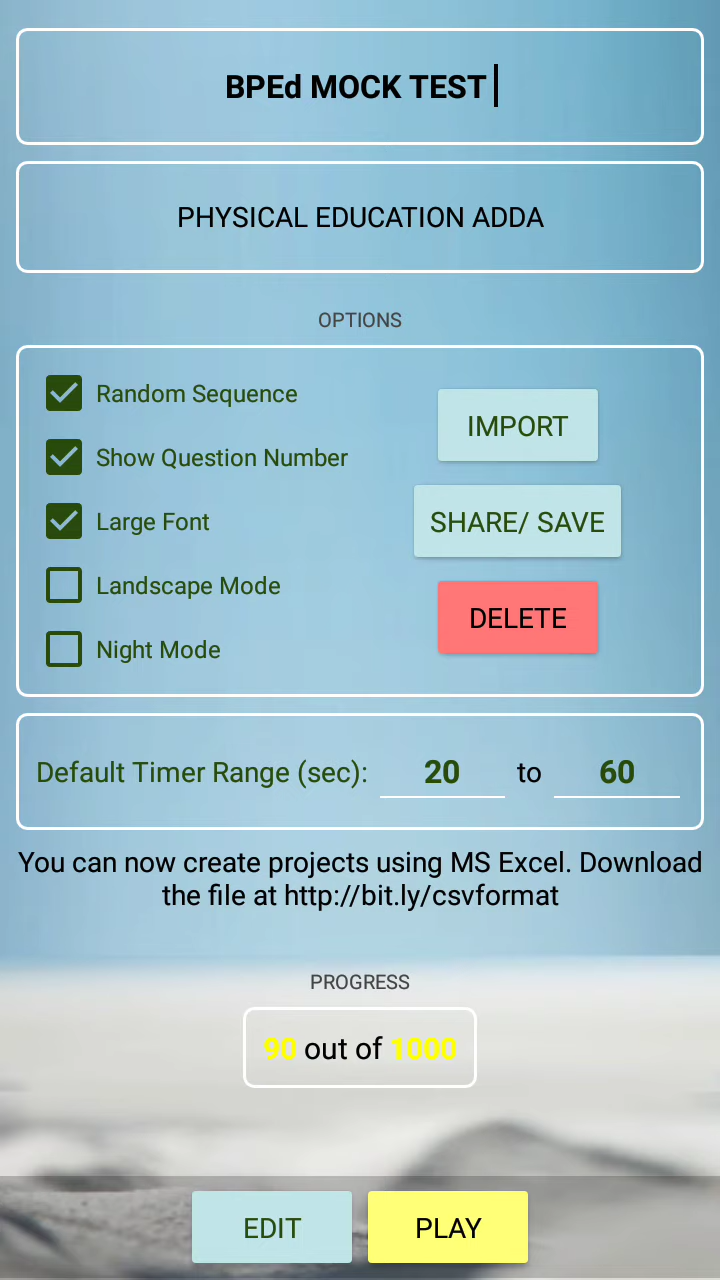 BPEd MOCK TEST
PHYSICAL EDUCATION ADDA
OPTIONS
Random Sequence
Show Question Number
Large Font
Landscape Mode
Night Mode
IMPORT
SHARE/ SAVE
DELETE
Default Timer Range (sec): 20 to 60
You can now create projects using MS Excel. Download
the file at http://bit.ly/csvformat
PROGRESS
90 out of 1000
EDIT
PLAY